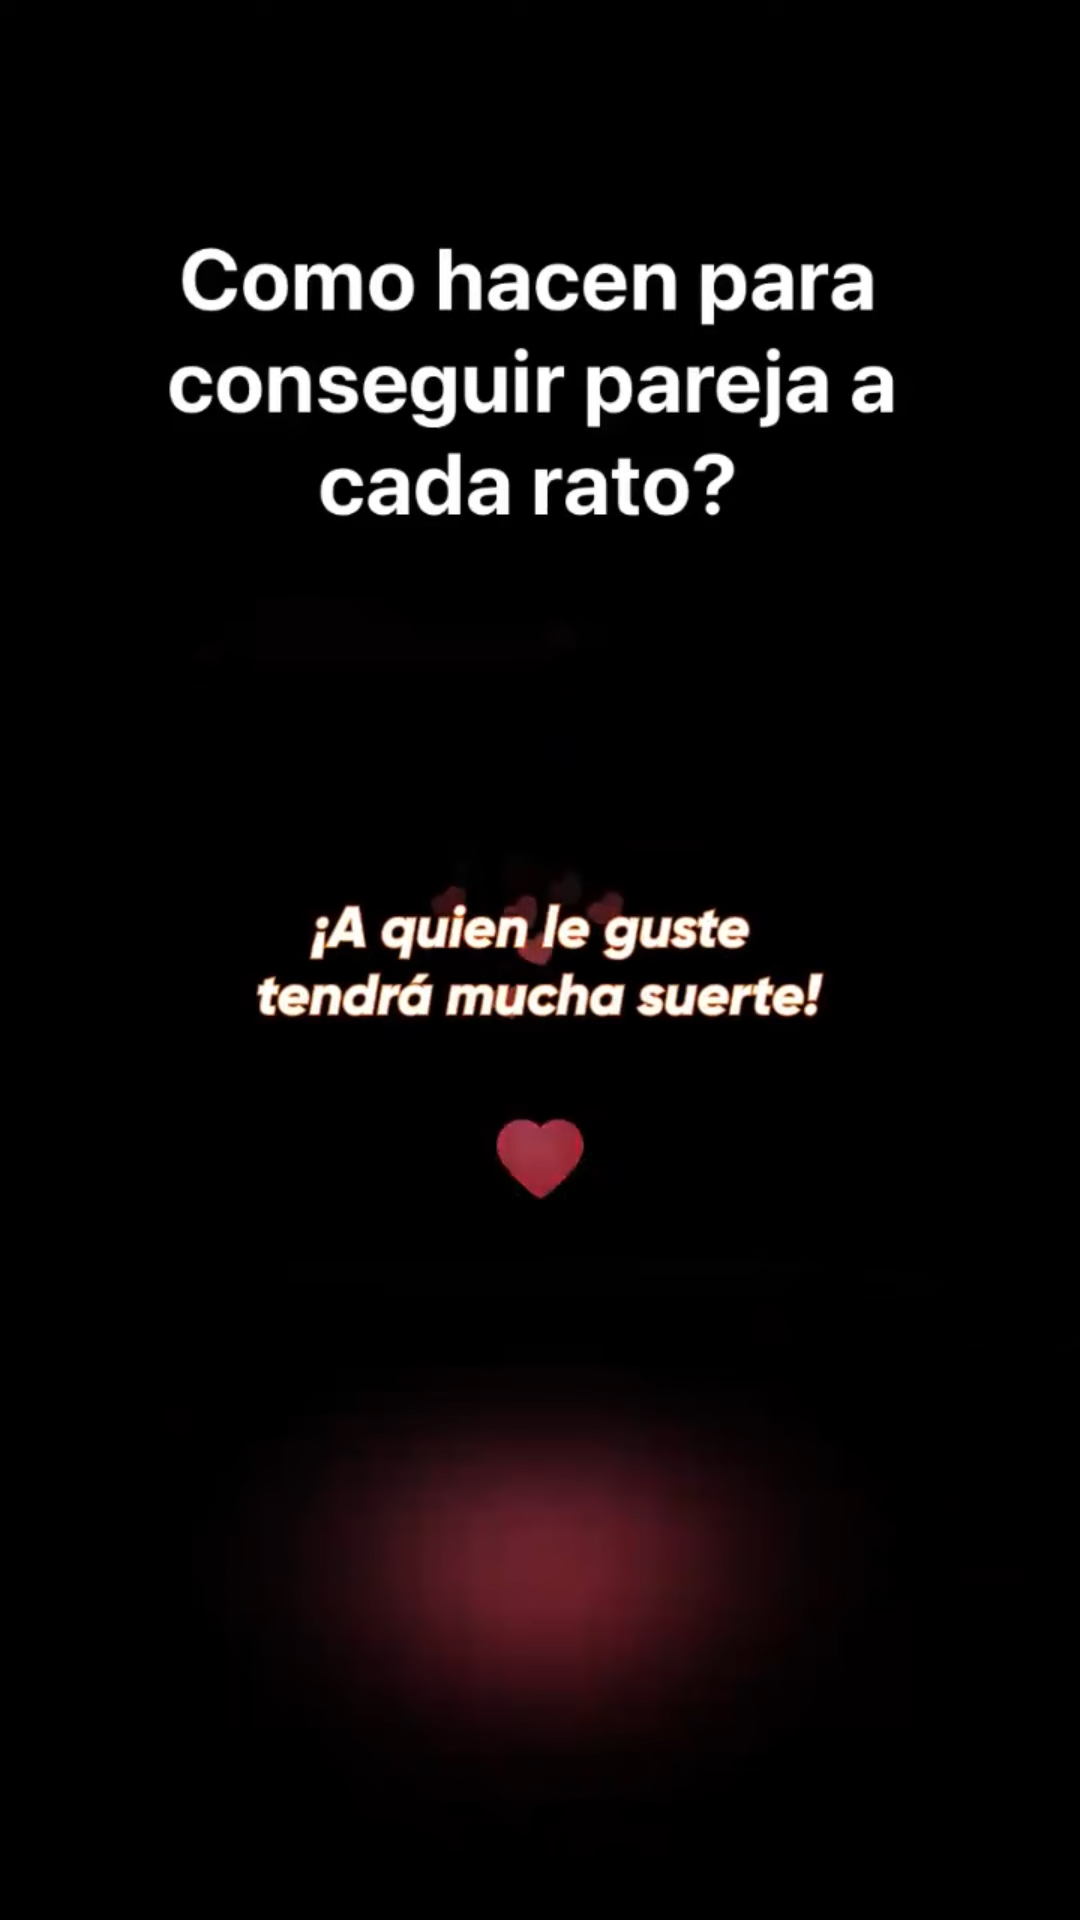 Como hacen para
conseguir pareja a
cada rato?
¡A quien le guste
tendrá mucha suerte!